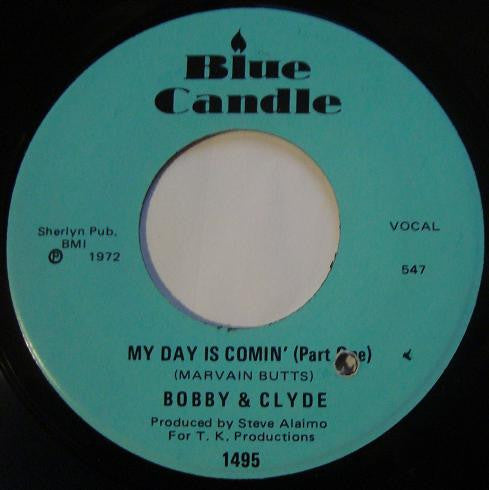 Blue
Candle
Sherlyn Pub.
BMI
℗ 1972
VOCAL
547
MY DAY IS COMIN' (Part One)
(MARVAIN BUTTS)
BOBBY & CLYDE
Produced by Steve Alaimo
For T. K. Productions
1495